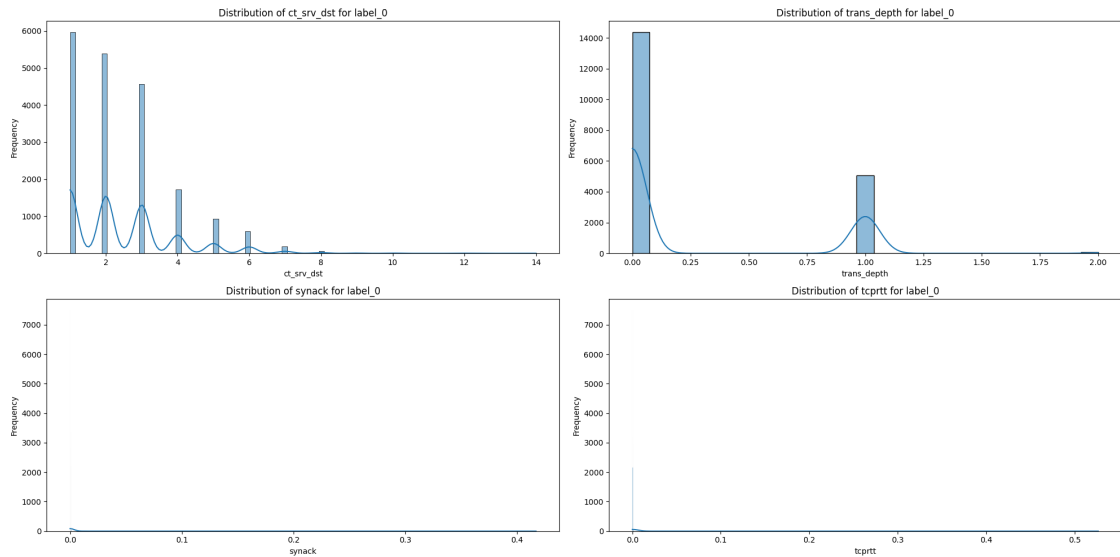 Distribution of ct_srv_dst for label_0
Frequency
6000
5000
4000
3000
2000
1000
0
2 4 6 8 10 12 14
ct_srv_dst
Distribution of trans_depth for label_0
Frequency
14000
12000
10000
8000
6000
4000
2000
0
0.00 0.25 0.50 0.75 1.00 1.25 1.50 1.75 2.00
trans_depth
Distribution of synack for label_0
Frequency
7000
6000
5000
4000
3000
2000
1000
0
0.0 0.1 0.2 0.3 0.4
synack
Distribution of tcprtt for label_0
Frequency
7000
6000
5000
4000
3000
2000
1000
0
0.0 0.1 0.2 0.3 0.4 0.5
tcprtt